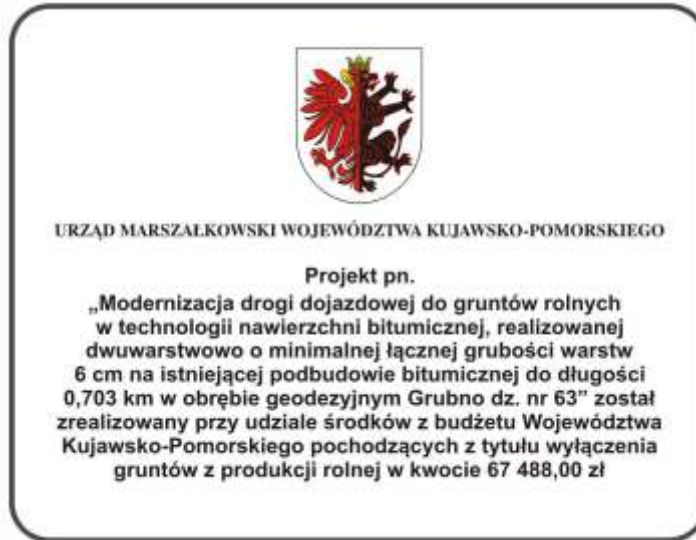 URZĄD MARSZAŁKOWSKI WOJEWÓDZTWA KUJAWSKO-POMORSKIEGO
Projekt pn.
„Modernizacja drogi dojazdowej do gruntów rolnych
w technologii nawierzchni bitumicznej, realizowanej
dwuwarstwowo o minimalnej łącznej grubości warstw
6 cm na istniejącej podbudowie bitumicznej do długości
0,703 km w obrębie geodezyjnym Grubno dz. nr 63” został
zrealizowany przy udziale środków z budżetu Województwa
Kujawsko-Pomorskiego pochodzących z tytułu wyłączenia
gruntów z produkcji rolnej w kwocie 67 488,00 zł